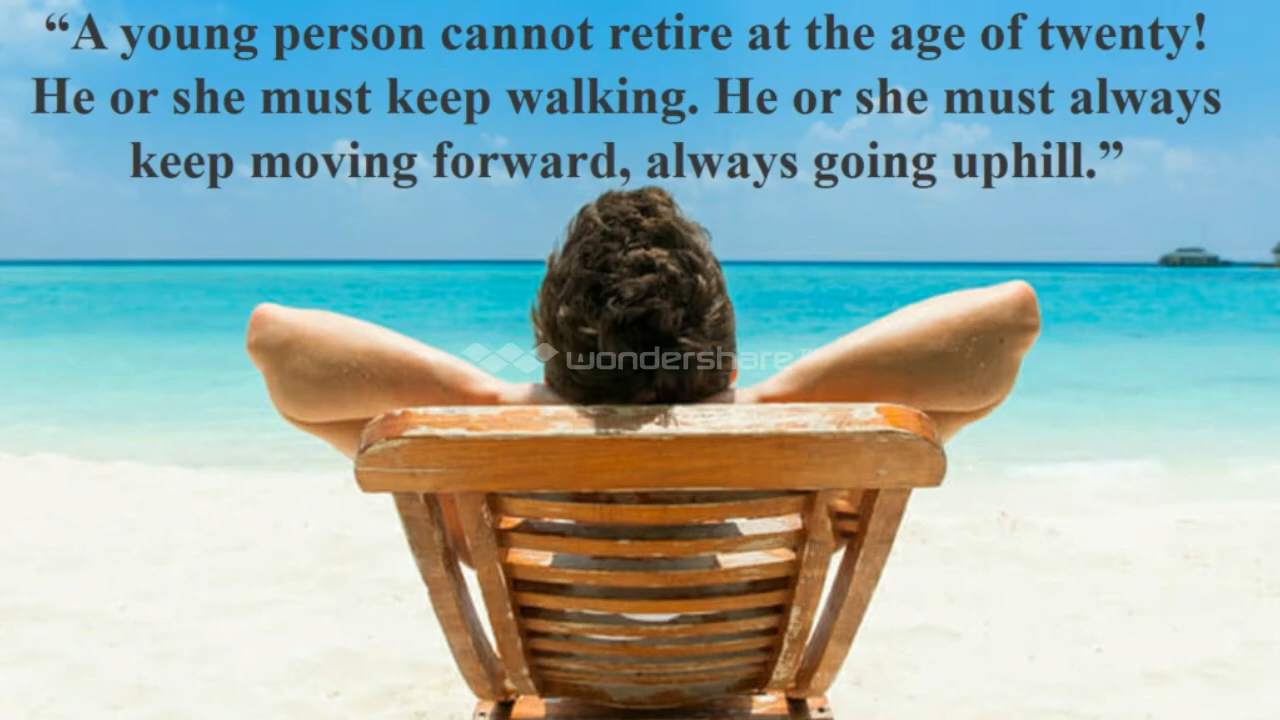 “A young person cannot retire at the age of twenty!
He or she must keep walking. He or she must always
keep moving forward, always going uphill.”
wondershare™